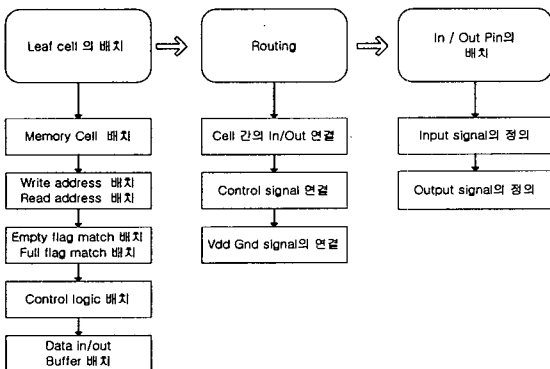 Leaf cell 의 배치
Memory Cell 배치
Write address 배치
Read address 배치
Empty flag match 배치
Full flag match 배치
Control logic 배치
Data in/out
Buffer 배치
Routing
Cell 간의 In/Out 연결
Control signal 연결
Vdd Gnd signal의 연결
In / Out Pin의
배치
Input signal의 정의
Output signal의 정의